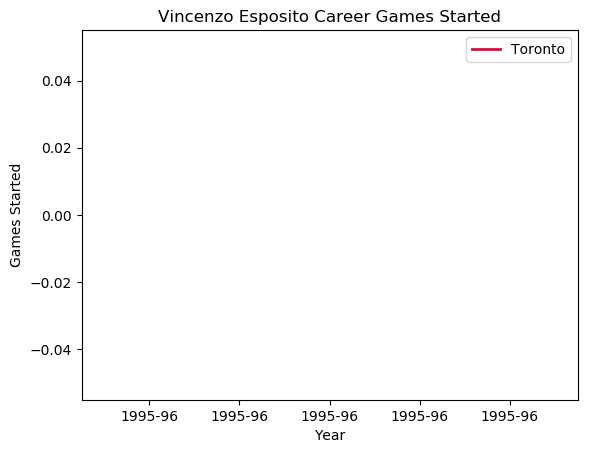 Vincenzo Esposito Career Games Started
Toronto
0.04
0.02
0.00
−0.02
−0.04
Games Started
1995-96 1995-96 1995-96 1995-96 1995-96
Year